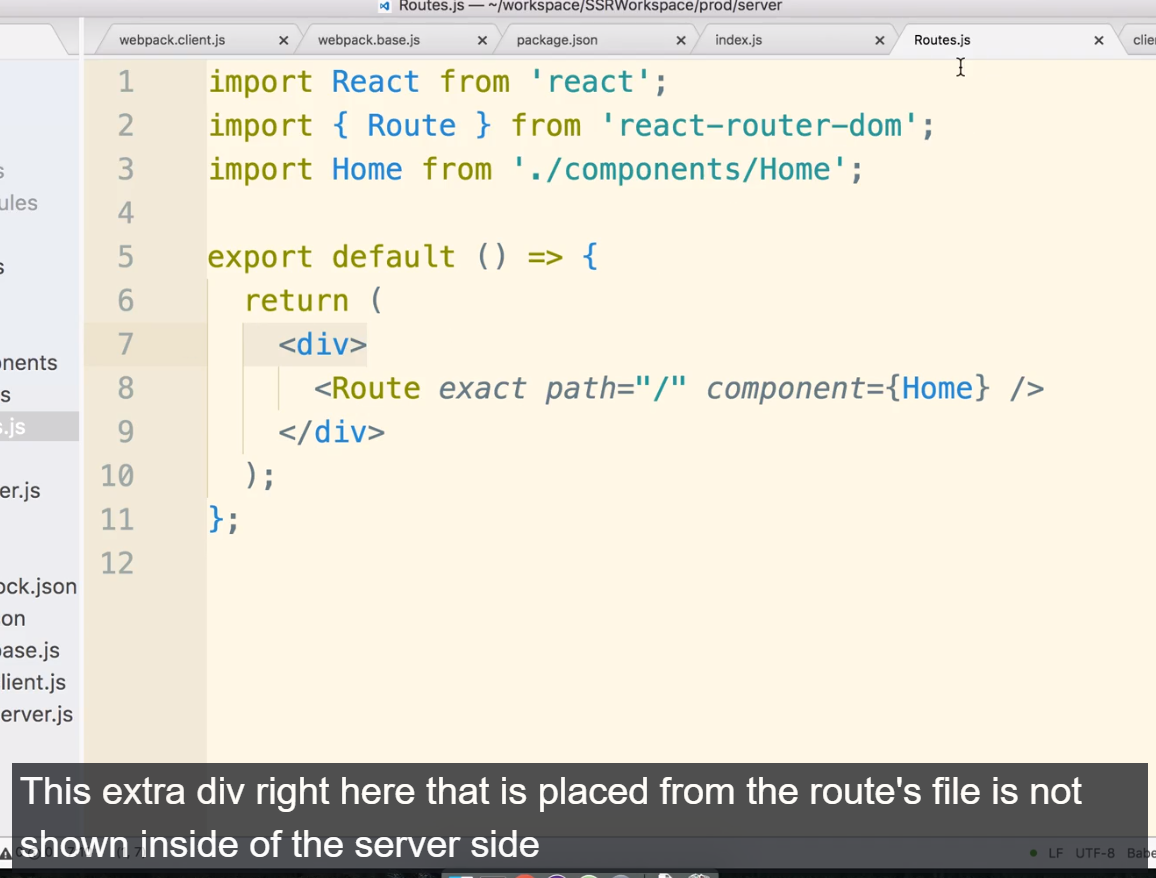 Routes.js — ~/workspace/SSRWorkspace/prod/server
webpack.client.js × webpack.base.js × package.json × index.js × Routes.js × clier
1 import React from 'react';
2 import { Route } from 'react-router-dom';
3 import Home from './components/Home';
4
5 export default () => {
6 return (
7 <div>
8 <Route exact path="/" component={Home} />
9 </div>
10 );
11 };
12
s
ules
s
onents
s
s.js
er.js
ock.json
on
base.js
lient.js
erver.js
This extra div right here that is placed from the route's file is not
shown inside of the server side
LF UTF-8 Babe